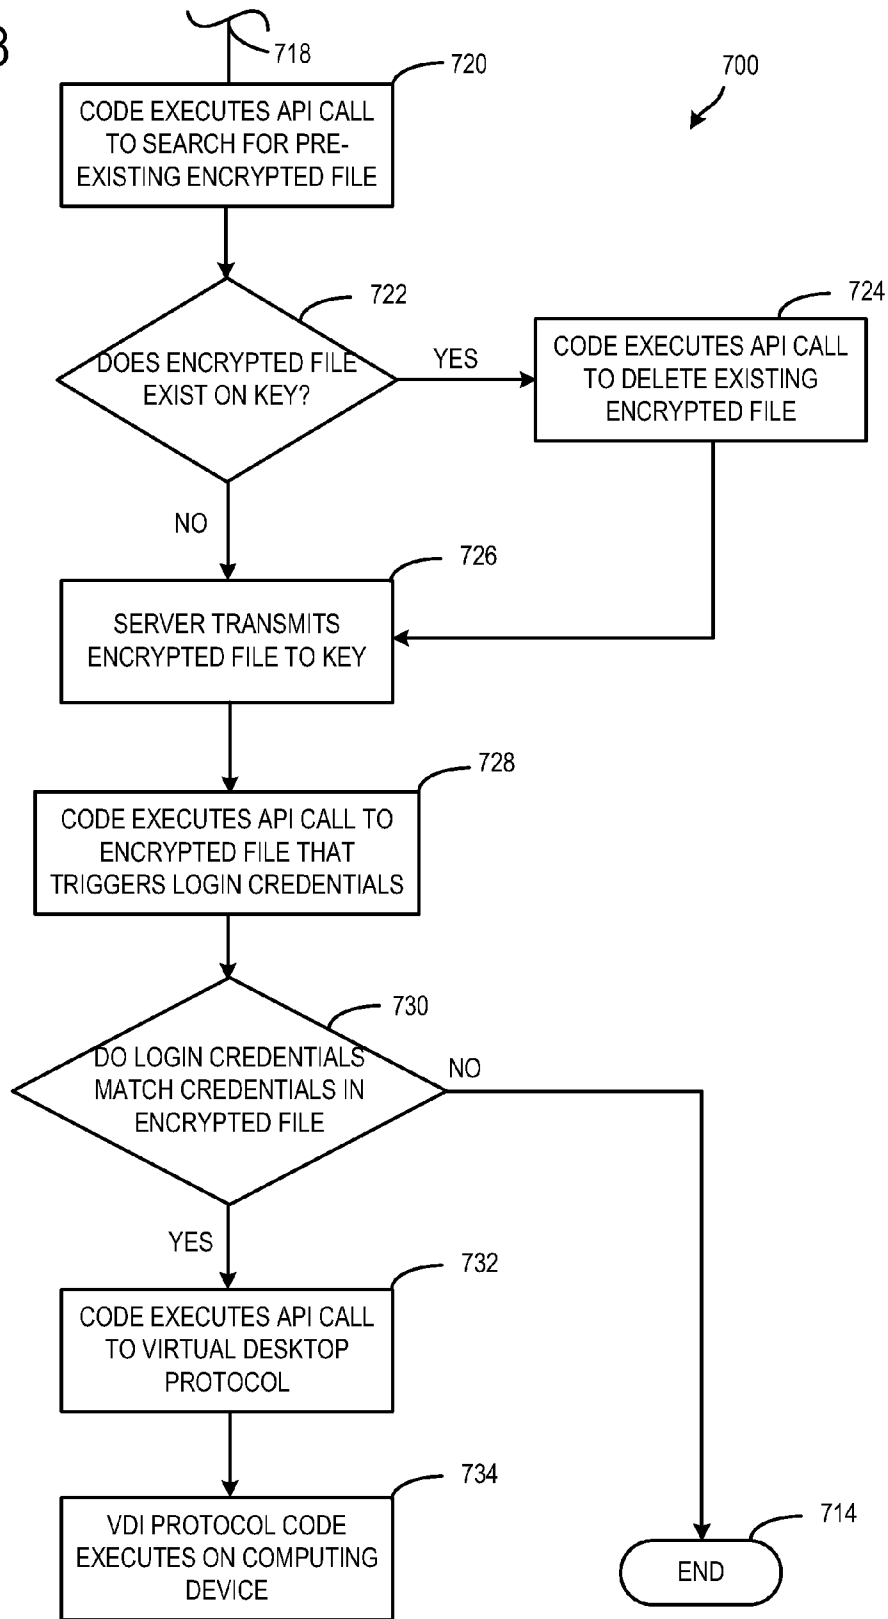 B
718
720
700
CODE EXECUTES API CALL
TO SEARCH FOR PRE-
EXISTING ENCRYPTED FILE
722
724
DOES ENCRYPTED FILE
EXIST ON KEY?
YES
CODE EXECUTES API CALL
TO DELETE EXISTING
ENCRYPTED FILE
NO
726
SERVER TRANSMITS
ENCRYPTED FILE TO KEY
728
CODE EXECUTES API CALL TO
ENCRYPTED FILE THAT
TRIGGERS LOGIN CREDENTIALS
730
DO LOGIN CREDENTIALS
MATCH CREDENTIALS IN
ENCRYPTED FILE
NO
YES
732
CODE EXECUTES API CALL
TO VIRTUAL DESKTOP
PROTOCOL
734
VDI PROTOCOL CODE
EXECUTES ON COMPUTING
DEVICE
714
END